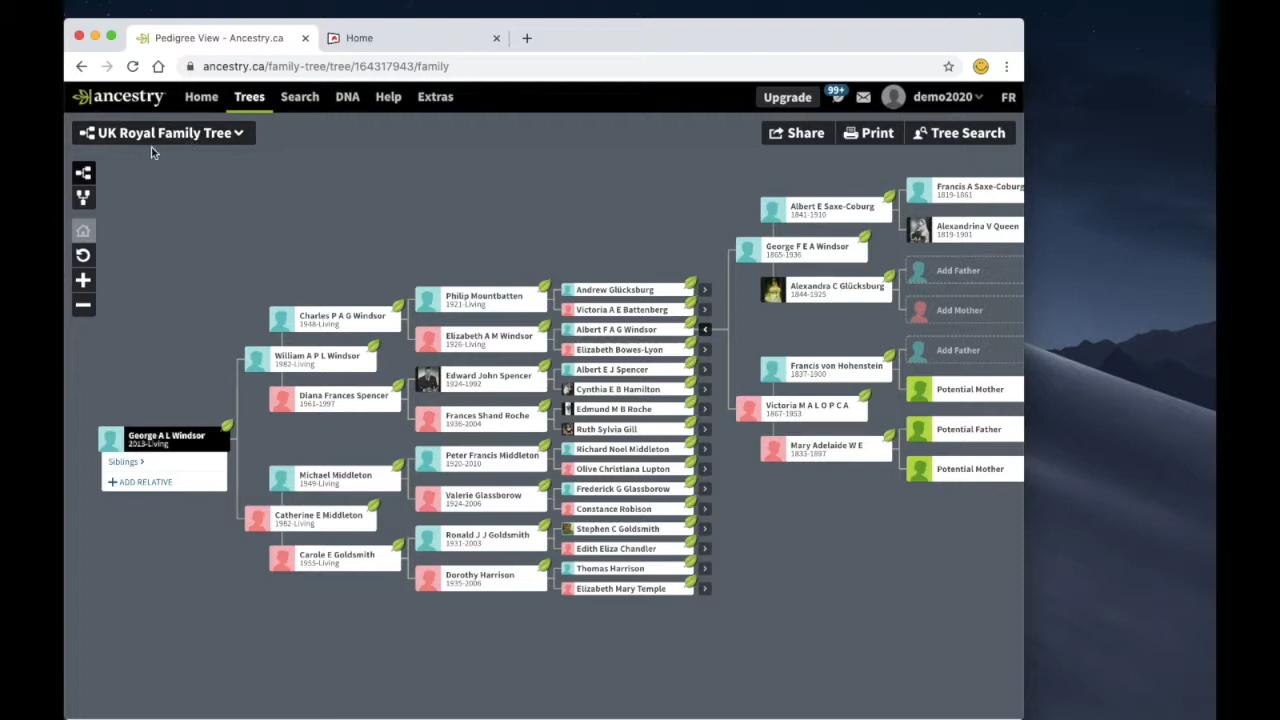 Pedigree View - Ancestry.ca
Home
ancestry.ca/family-tree/tree/164317943/family
ancestry
Home
Trees
Search
DNA
Help
Extras
Upgrade
99+
demo2020
FR
UK Royal Family Tree
Share
Print
Tree Search
George A L Windsor
2013-Living
Siblings
ADD RELATIVE
William A P L Windsor
1982-Living
Catherine E Middleton
1982-Living
Charles P A G Windsor
1948-Living
Diana Frances Spencer
1961-1997
Michael Middleton
1949-Living
Carole E Goldsmith
1955-Living
Philip Mountbatten
1921-Living
Elizabeth A M Windsor
1926-Living
Edward John Spencer
1924-1992
Frances Shand Roche
1936-2004
Peter Francis Middleton
1920-2010
Valerie Glassborow
1924-2006
Ronald J J Goldsmith
1931-2003
Dorothy Harrison
1935-2006
Andrew Glücksburg
Victoria A E Battenberg
Albert F A G Windsor
Elizabeth Bowes-Lyon
Albert E J Spencer
Cynthia E B Hamilton
Edmund M B Roche
Ruth Sylvia Gill
Richard Noel Middleton
Olive Christiana Lupton
Frederick G Glassborow
Constance Robison
Stephen C Goldsmith
Edith Eliza Chandler
Thomas Harrison
Elizabeth Mary Temple
George F E A Windsor
1865-1936
Victoria M A L O P C A
1867-1953
Albert E Saxe-Coburg
1841-1910
Alexandra C Glücksburg
1844-1925
Francis von Hohenstein
1837-1900
Mary Adelaide W E
1833-1897
Francis A Saxe-Coburg
1819-1861
Alexandrina V Queen
1819-1901
Add Father
Add Mother
Add Father
Potential Mother
Potential Father
Potential Mother